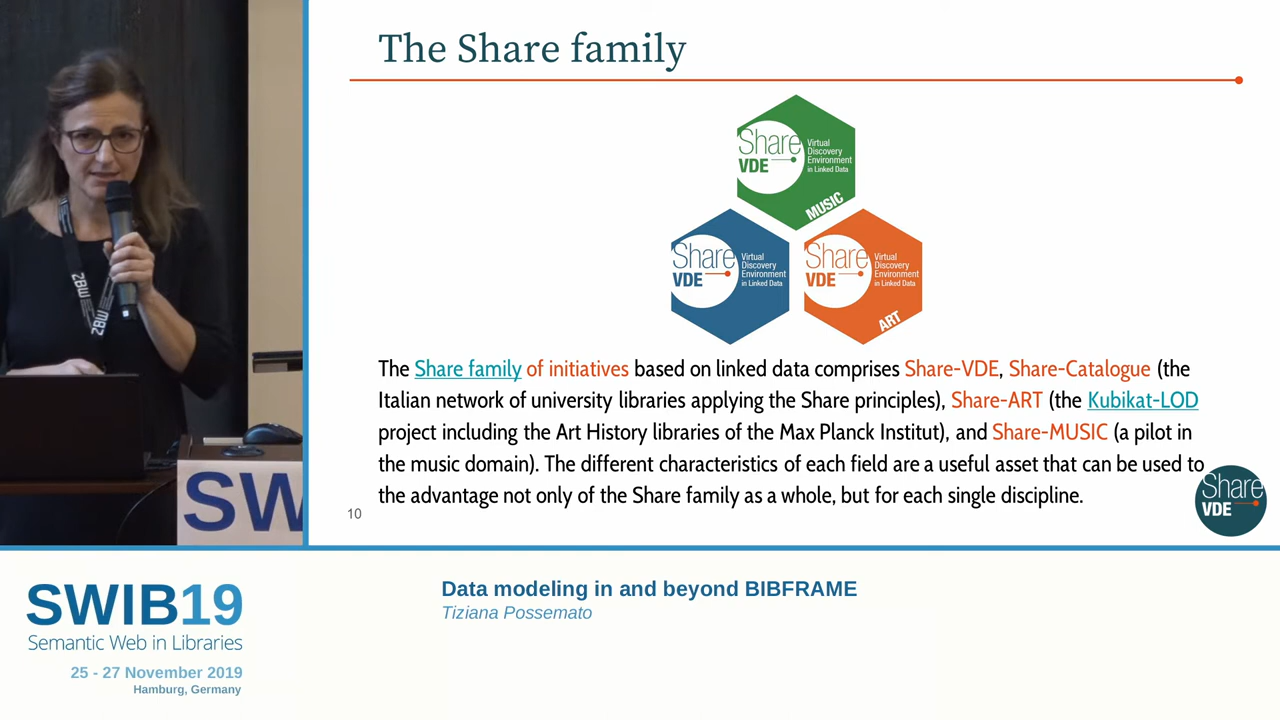 The Share family
Share
VDE
Virtual
Discovery
Environment
in Linked Data
MUSIC
Share
VDE
Virtual
Discovery
Environment
in Linked Data
Share
VDE
Virtual
Discovery
Environment
in Linked Data
ART
The Share family of initiatives based on linked data comprises Share-VDE, Share-Catalogue (the
Italian network of university libraries applying the Share principles), Share-ART (the Kubikat-LOD
project including the Art History libraries of the Max Planck Institut), and Share-MUSIC (a pilot in
the music domain). The different characteristics of each field are a useful asset that can be used to
the advantage not only of the Share family as a whole, but for each single discipline.
10
Share
VDE
ZBW
ZBW
SW
SWIB19
Semantic Web in Libraries
25 - 27 November 2019
Hamburg, Germany
Data modeling in and beyond BIBFRAME
Tiziana Possemato